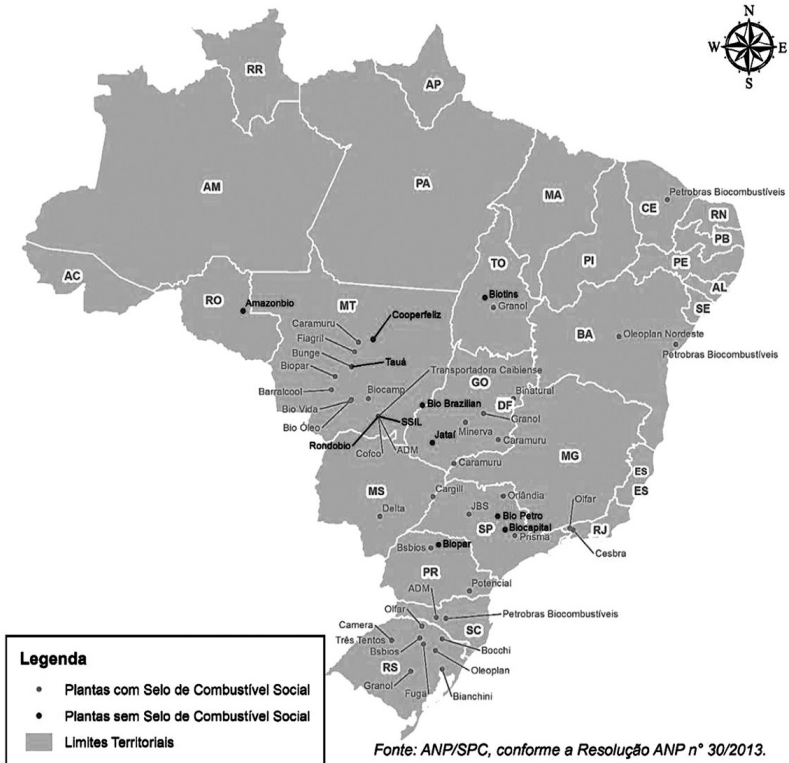 N
W E
S
RR
AP
AM
PA
MA
CE
Petrobras Biocombustíveis
RN
PB
PI
PE
AL
SE
AC
RO
Amazonbio
MT
TO
Biotins
Granol
BA
Oleoplan Nordeste
Petrobras Biocombustíveis
Cooperfeliz
Caramuru
Fiagril
Bunge
Tauá
Biopar
Transportadora Caibiense
Barralcool
Biocamp
Bio Vida
Bio Óleo
SSIL
Rondobio
Cofco
ADM
GO
Binatural
DF
Bio Brazilian
Granol
Minerva
Jataí
Caramuru
Caramuru
MG
ES
ES
MS
Cargill
Orlândia
Delta
JBS
Bio Petro
Olfar
SP
Biocapital
RJ
Prisma
Cesbra
Bsbios
Biopar
PR
Potencial
ADM
Olfar
Petrobras Biocombustíveis
SC
Camera
Três Tentos
Bsbios
Bocchi
RS
Oleoplan
Granol
Fuga
Bianchini
Legenda
Plantas com Selo de Combustível Social
Plantas sem Selo de Combustível Social
Limites Territoriais
Fonte: ANP/SPC, conforme a Resolução ANP n° 30/2013.